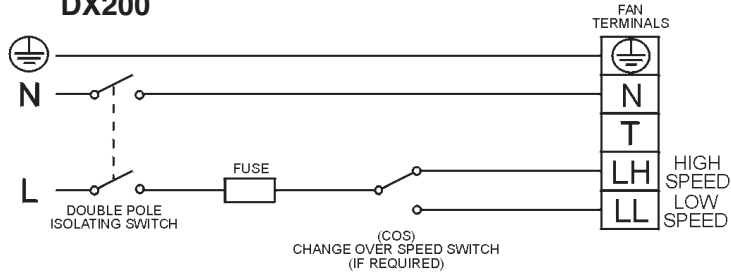 DX200
FAN
TERMINALS
N
N
T
FUSE
LH
HIGH
SPEED
L
LL
LOW
SPEED
DOUBLE POLE
ISOLATING SWITCH
(COS)
CHANGE OVER SPEED SWITCH
(IF REQUIRED)